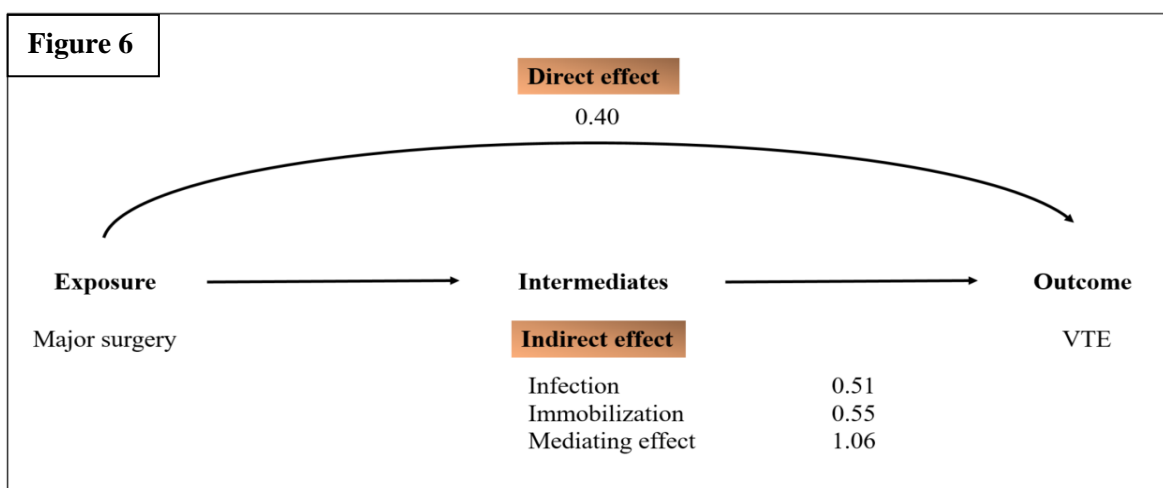 Figure 6
Direct effect
0.40
Exposure Intermediates Outcome
Major surgery Indirect effect VTE
Infection 0.51
Immobilization 0.55
Mediating effect 1.06